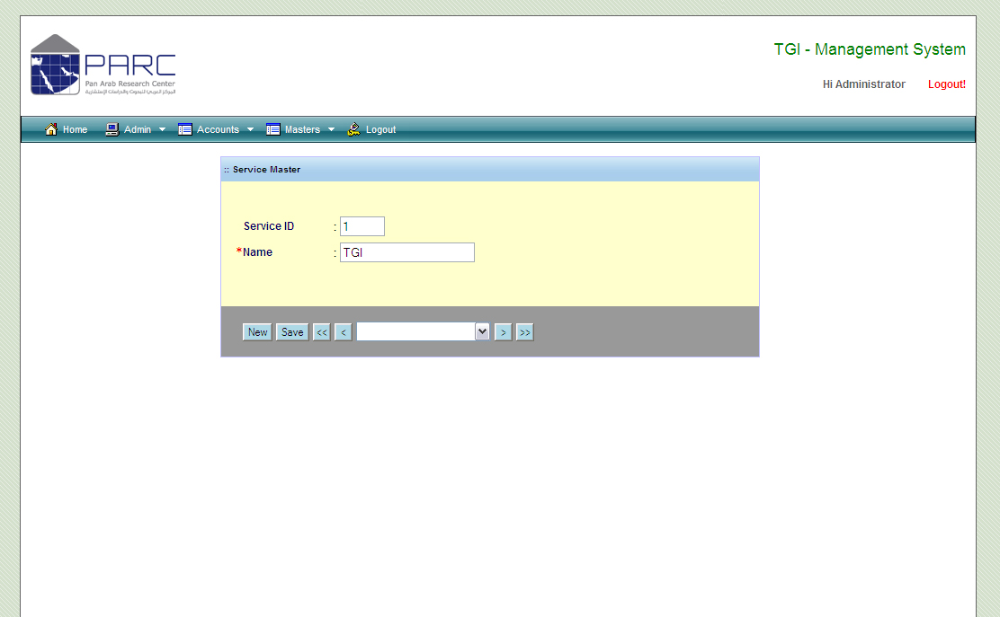 PARC
Pan Arab Research Center
المركز العربي للبحوث والدراسات الاستشارية
TGI - Management System
Hi Administrator Logout!
Home Admin Accounts Masters Logout
:: Service Master
Service ID : 1
*Name : TGI
New Save << < > >>